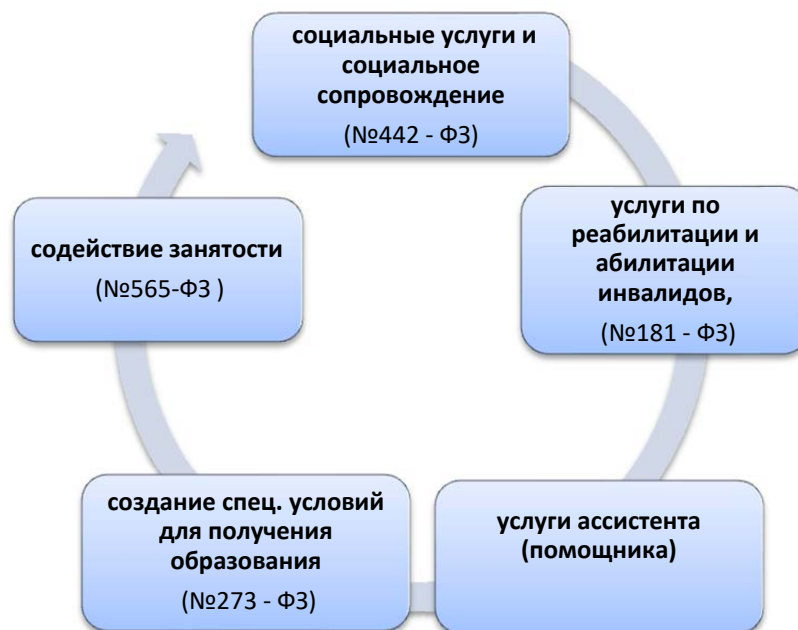 социальные услуги и
социальное
сопровождение
(№442 - ФЗ)
услуги по
реабилитации и
абилитации
инвалидов,
(№181 - ФЗ)
услуги ассистента
(помощника)
создание спец. условий
для получения
образования
(№273 - ФЗ)
содействие занятости
(№565-ФЗ )